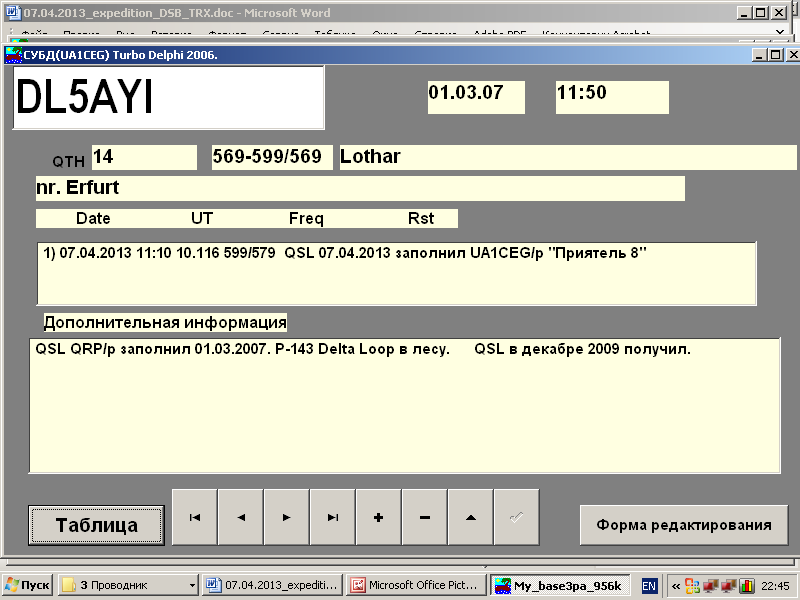 07.04.2013_expedition_DSB_TRX.doc - Microsoft Word
СУБД(UA1CEG) Turbo Delphi 2006.
DL5AYI
01.03.07
11:50
QTH 14 569-599/569 Lothar
nr. Erfurt
Date UT Freq Rst
1) 07.04.2013 11:10 10.116 599/579 QSL 07.04.2013 заполнил UA1CEG/p "Приятель 8"
Дополнительная информация
QSL QRP/p заполнил 01.03.2007. P-143 Delta Loop в лесу. QSL в декабре 2009 получил.
Таблица
Форма редактирования
Пуск
3 Проводник
07.04.2013_expediti...
Microsoft Office Pict...
My_base3pa_956k
EN
22:45